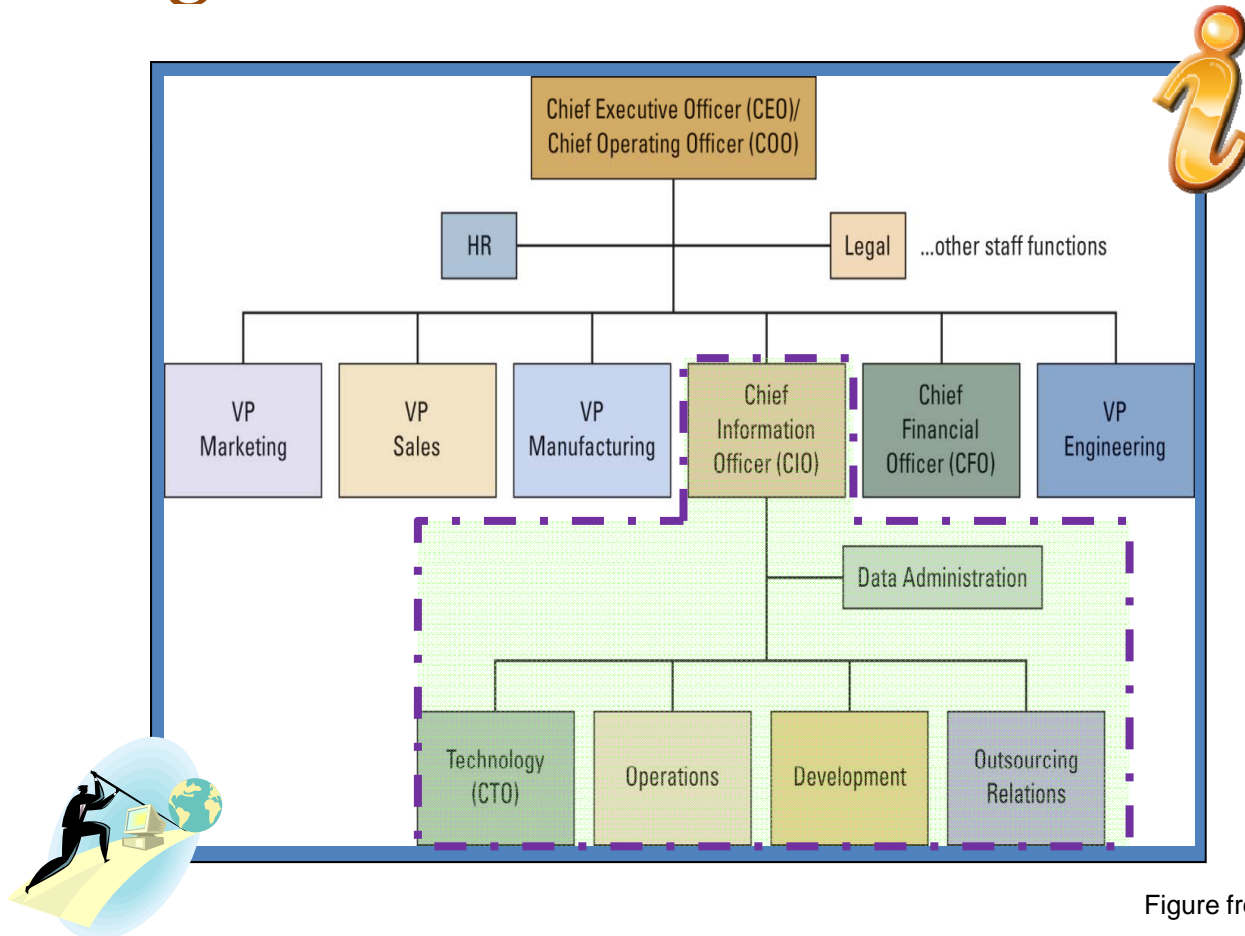 Chief Executive Officer (CEO)/
Chief Operating Officer (COO)
HR
Legal
...other staff functions
VP
Marketing
VP
Sales
VP
Manufacturing
Chief
Information
Officer (CIO)
Chief
Financial
Officer (CFO)
VP
Engineering
Data Administration
Technology
(CTO)
Operations
Development
Outsourcing
Relations
Figure